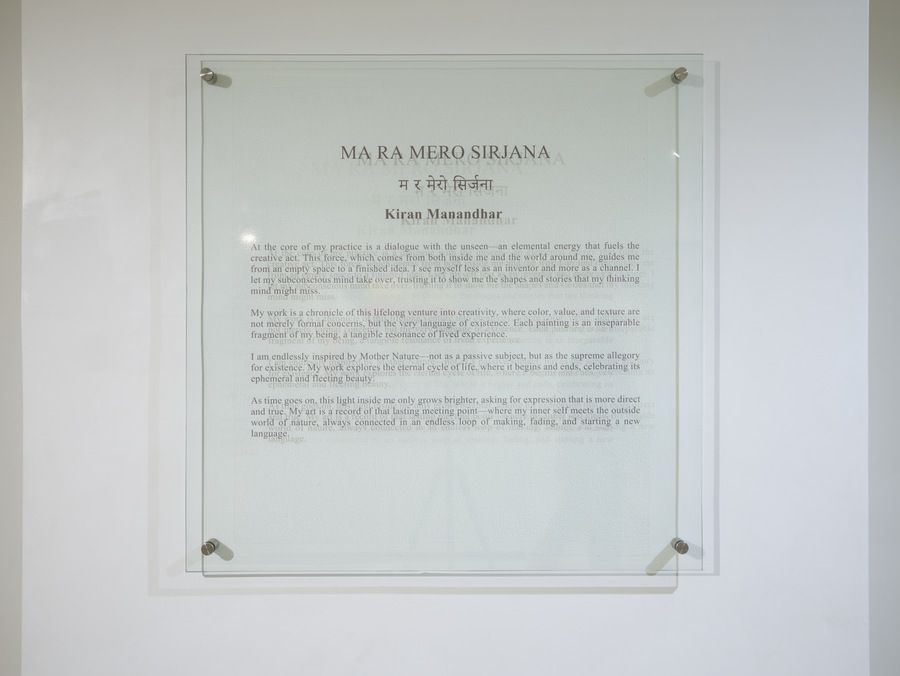 MA RA MERO SIRJANA
म र मेरो सिर्जना
Kiran Manandhar
At the core of my practice is a dialogue with the unseen—an elemental energy that fuels the
creative act. This force, which comes from both inside me and the world around me, guides me
from an empty space to a finished idea. I see myself less as an inventor and more as a channel. I
let my subconscious mind take over, trusting it to show me the shapes and stories that my thinking
mind might miss.
My work is a chronicle of this lifelong venture into creativity, where color, value, and texture are
not merely formal concerns, but the very language of existence. Each painting is an inseparable
fragment of my being, a tangible resonance of lived experience.
I am endlessly inspired by Mother Nature—not as a passive subject, but as the supreme allegory
for existence. My work explores the eternal cycle of life, where it begins and ends, celebrating its
ephemeral and fleeting beauty.
As time goes on, this light inside me only grows brighter, asking for expression that is more direct
and true. My art is a record of that lasting meeting point—where my inner self meets the outside
world of nature, always connected in an endless loop of making, fading, and starting a new
language.